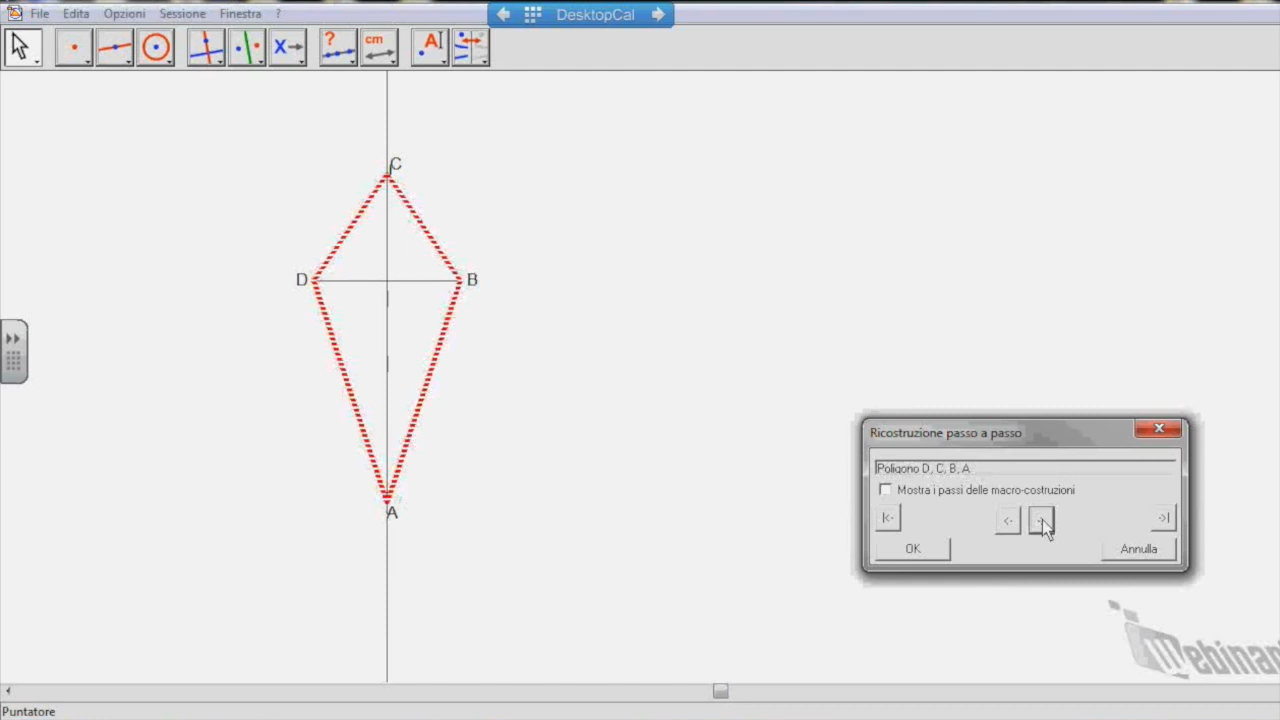 File Edita Opzioni Sessione Finestra ?
DesktopCal
? cm A
X
C
D B
A
Ricostruzione passo a passo
Poligono D, C, B, A
Mostra i passi delle macro-costruzioni
|<- <- ->|
OK Annulla
Webinar
Puntatore